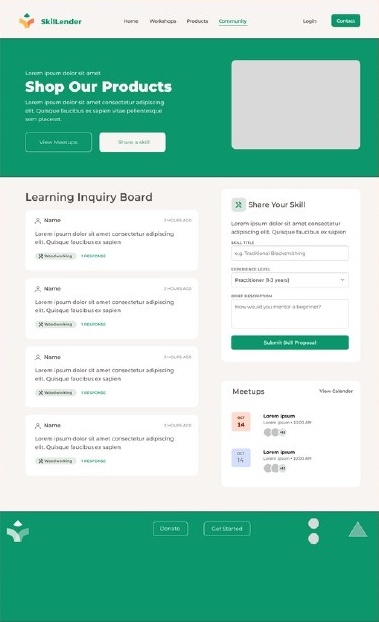 SkilLender
Home Workshops Products Community Login Contact
Lorem ipsum dolor sit amet
Shop Our Products
Lorem ipsum dolor sit amet consectetur adipiscing
elit. Quisque faucibus ex sapien vitae pellentesque
sem placerat.
View Meetups Share a skill
Learning Inquiry Board
Name 2 HOURS AGO
Lorem ipsum dolor sit amet consectetur adipiscing
elit. Quisque faucibus ex sapien
Woodworking 1 RESPONSE
Name 2 HOURS AGO
Lorem ipsum dolor sit amet consectetur adipiscing
elit. Quisque faucibus ex sapien
Woodworking 1 RESPONSE
Name 2 HOURS AGO
Lorem ipsum dolor sit amet consectetur adipiscing
elit. Quisque faucibus ex sapien
Woodworking 1 RESPONSE
Name 2 HOURS AGO
Lorem ipsum dolor sit amet consectetur adipiscing
elit. Quisque faucibus ex sapien
Woodworking 1 RESPONSE
Share Your Skill
Lorem ipsum dolor sit amet consectetur
adipiscing elit. Quisque faucibus ex sapien
SKILL TITLE
e.g. Traditional Blacksmithing
EXPERIENCE LEVEL
Practitioner (1-3 years)
BRIEF DESCRIPTION
How would you mentor a beginner?
Submit Skill Proposal
Meetups View Calender
OCT
14
Lorem Ipsum
Lorem ipsum • 10:00 AM
OCT
14
Lorem Ipsum
Lorem ipsum • 10:00 AM
Donate Get Started